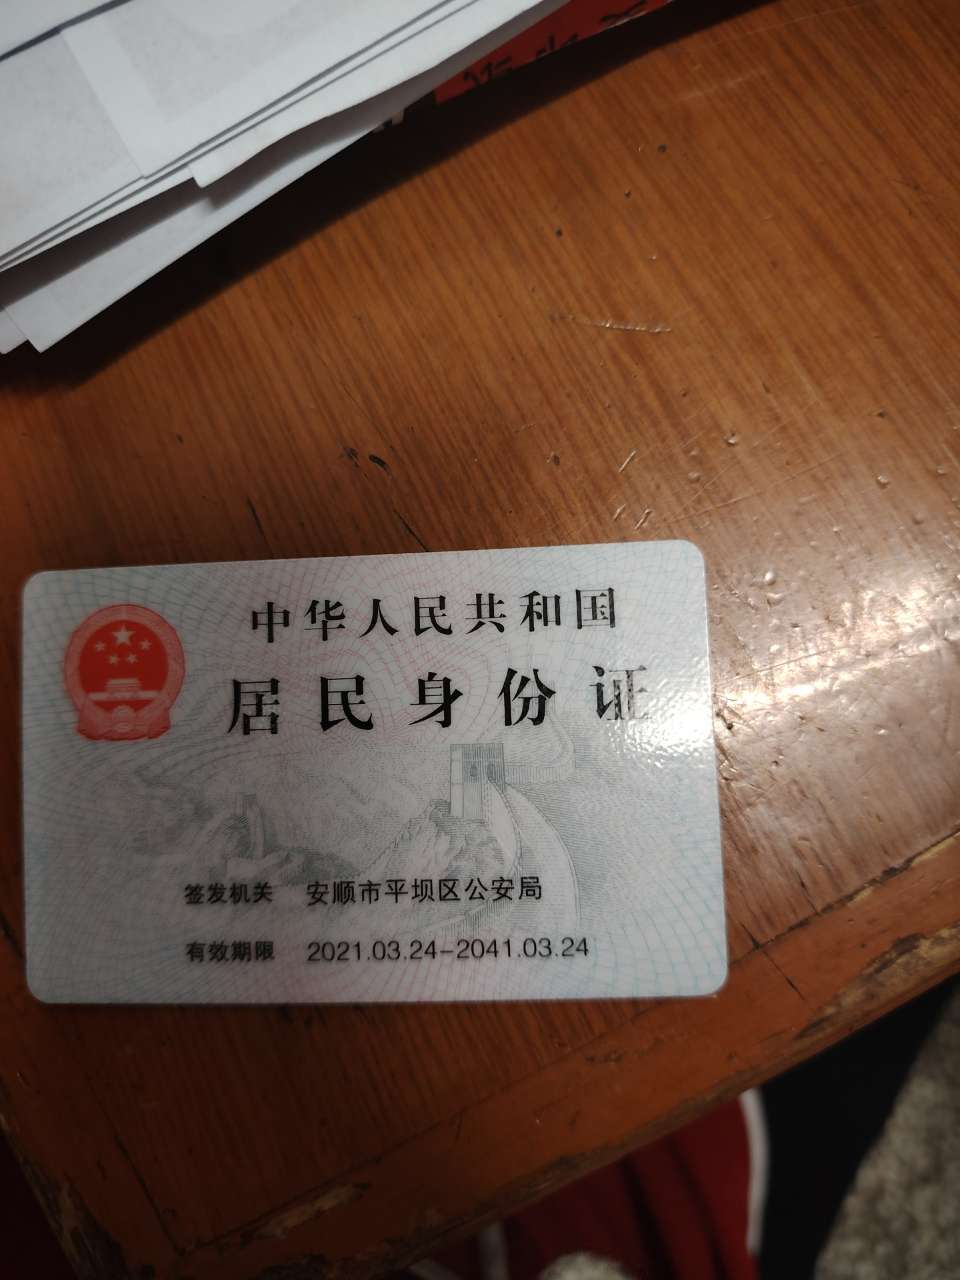 中华人民共和国
居民身份证
签发机关 安顺市平坝区公安局
有效期限 2021.03.24-2041.03.24